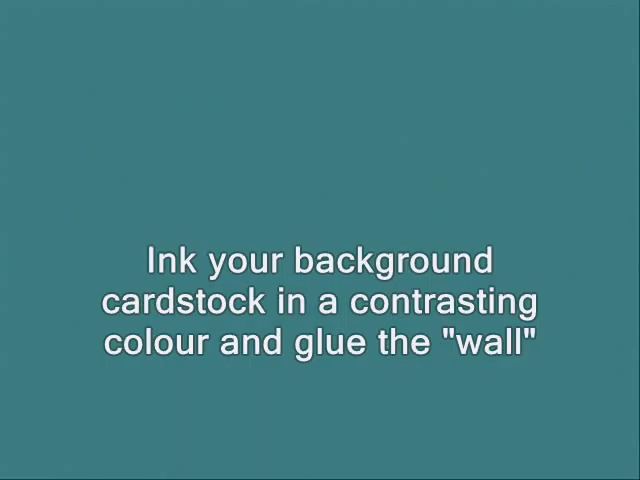 Ink your background
cardstock in a contrasting
colour and glue the "wall"